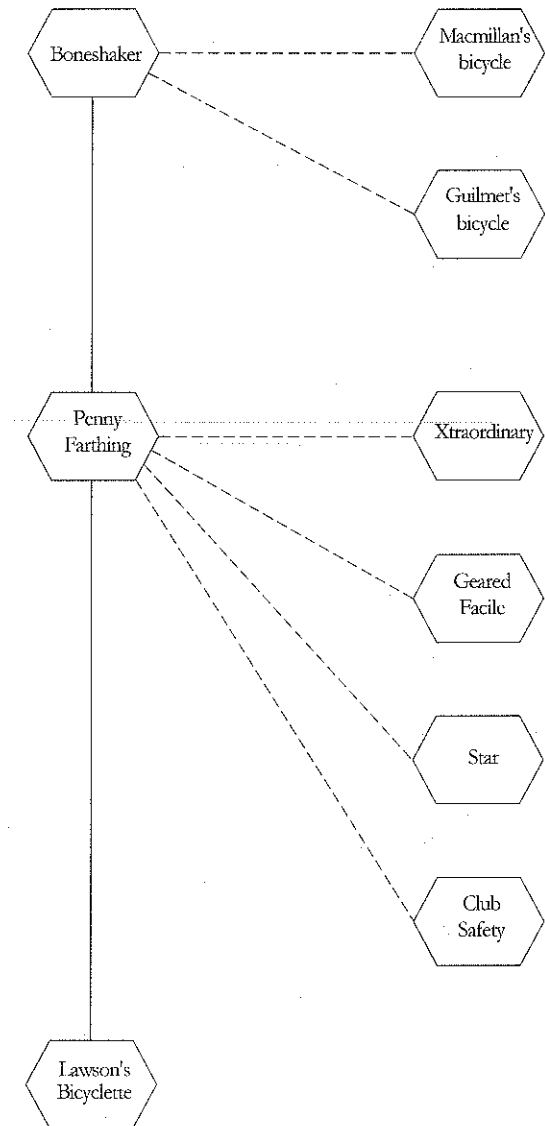 Boneshaker
Macmillan's
bicycle
Guilmet's
bicycle
Penny
Farthing
Xtraordinary
Geared
Facile
Star
Club
Safety
Lawson's
Bicyclette